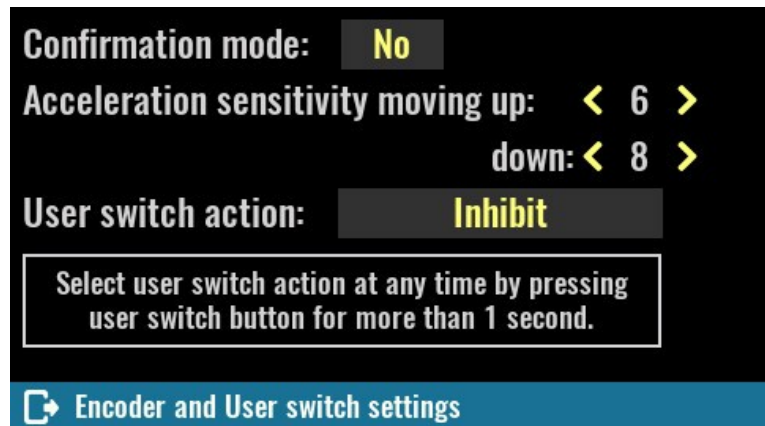 Confirmation mode: No
Acceleration sensitivity moving up: < 6 >
down: < 8 >
User switch action: Inhibit
Select user switch action at any time by pressing
user switch button for more than 1 second.
Encoder and User switch settings